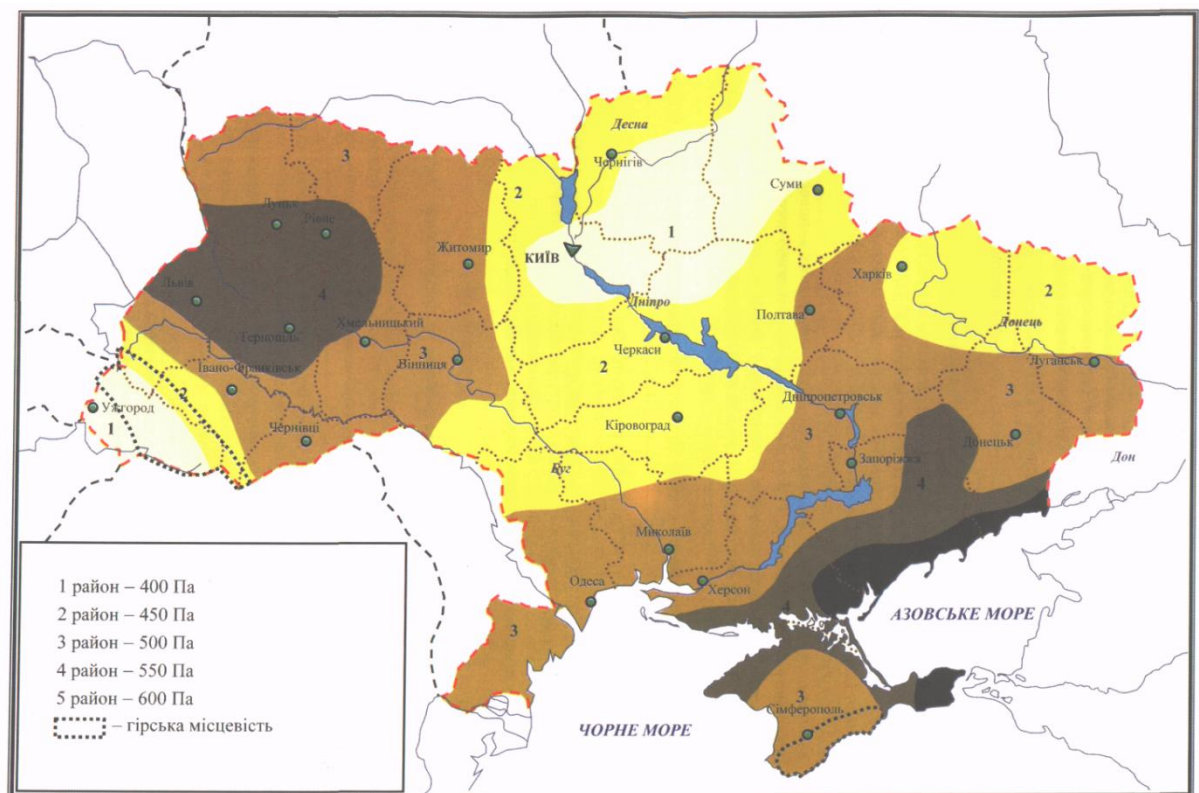 3
Десна
Чернігів
2
Суми
Луцьк
Рівне
1
Житомир
КИЇВ
Харків
Львів
4
2
Дніпро
Донець
Полтава
Хмельницький
Тернопіль
Черкаси
3
Вінниця
Луганськ
2
Івано-Франківськ
2
3
Ужгород
Дніпропетровськ
1
Кіровоград
3
Чернівці
Донецьк
Дон
Буг
Запоріжжя
4
Миколаїв
Одеса
Херсон
4
АЗОВСЬКЕ МОРЕ
3
3
Сімферополь
ЧОРНЕ МОРЕ
1 район – 400 Па
2 район – 450 Па
3 район – 500 Па
4 район – 550 Па
5 район – 600 Па
– гірська місцевість